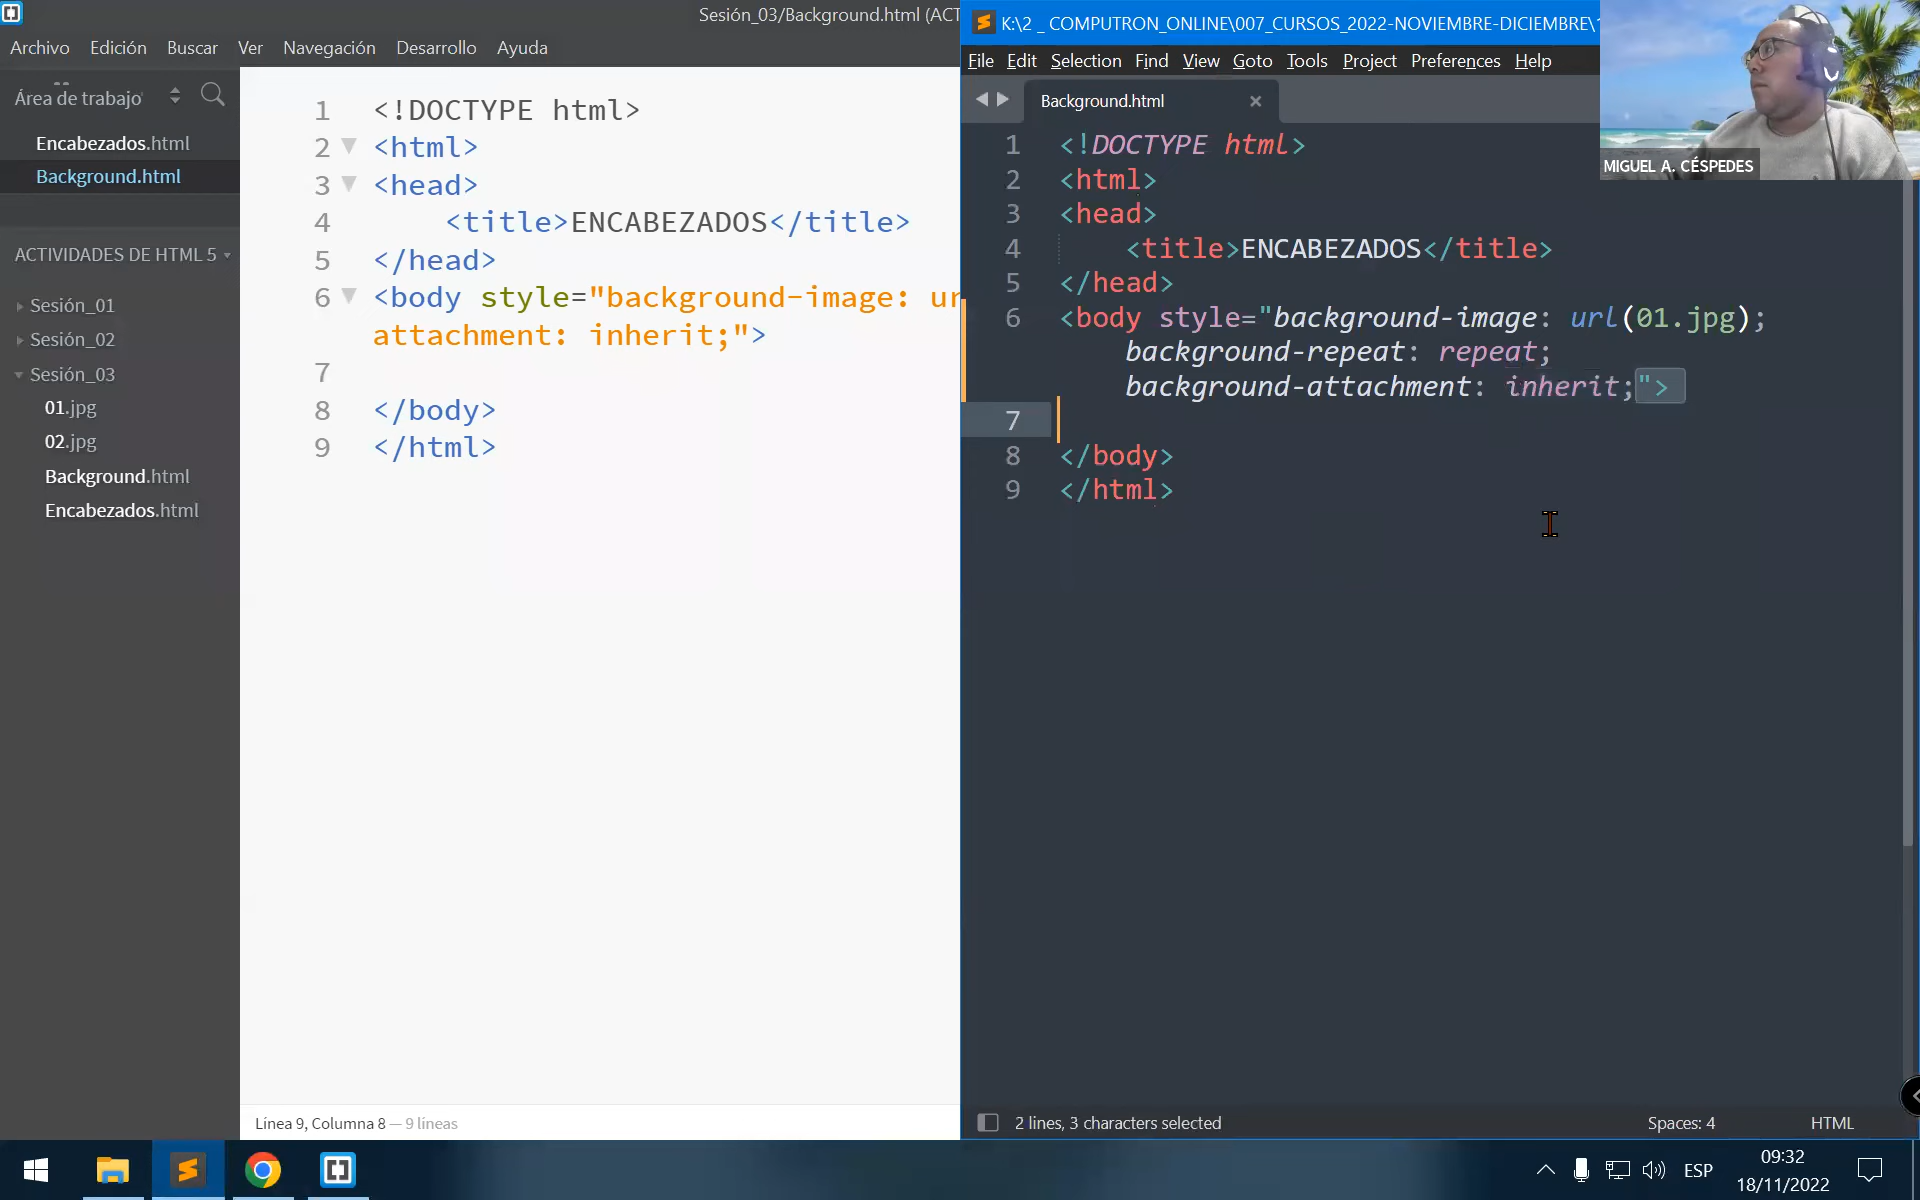 Sesión_03/Background.html (ACT
Archivo Edición Buscar Ver Navegación Desarrollo Ayuda
Área de trabajo
Encabezados.html
Background.html
ACTIVIDADES DE HTML 5
Sesión_01
Sesión_02
Sesión_03
01.jpg
02.jpg
Background.html
Encabezados.html
1 <!DOCTYPE html>
2 <html>
3 <head>
4 <title>ENCABEZADOS</title>
5 </head>
6 <body style="background-image: ur
attachment: inherit;">
7
8 </body>
9 </html>
Línea 9, Columna 8 — 9 líneas
K:\2 _ COMPUTRON_ONLINE\007_CURSOS_2022-NOVIEMBRE-DICIEMBRE\
File Edit Selection Find View Goto Tools Project Preferences Help
Background.html
1 <!DOCTYPE html>
2 <html>
3 <head>
4 <title>ENCABEZADOS</title>
5 </head>
6 <body style="background-image: url(01.jpg);
background-repeat: repeat;
background-attachment: inherit;">
7
8 </body>
9 </html>
MIGUEL A. CÉSPEDES
2 lines, 3 characters selected
Spaces: 4
HTML
ESP
09:32
18/11/2022